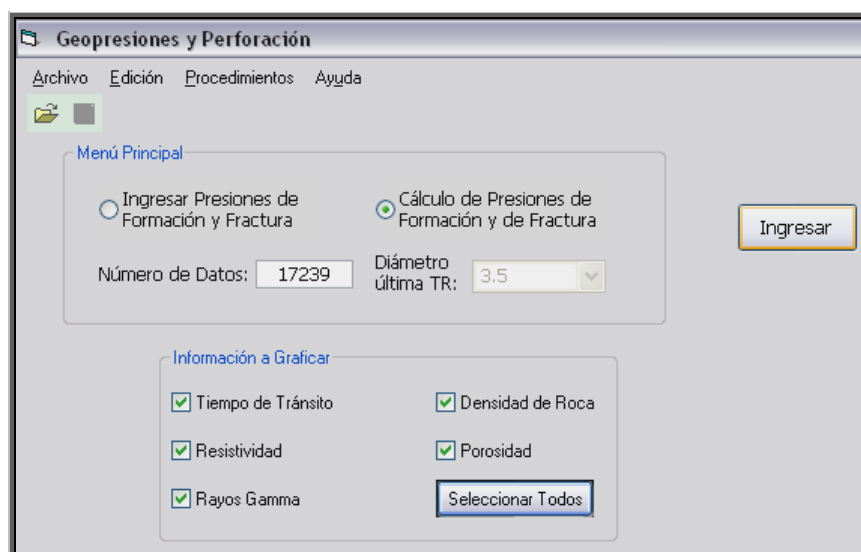 Geopresiones y Perforación
Archivo Edición Procedimientos Ayuda
Menú Principal
Ingresar Presiones de
Formación y Fractura
Cálculo de Presiones de
Formación y de Fractura
Ingresar
Número de Datos: 17239
Diámetro
última TR: 3.5
Información a Graficar
Tiempo de Tránsito
Densidad de Roca
Resistividad
Porosidad
Rayos Gamma
Seleccionar Todos